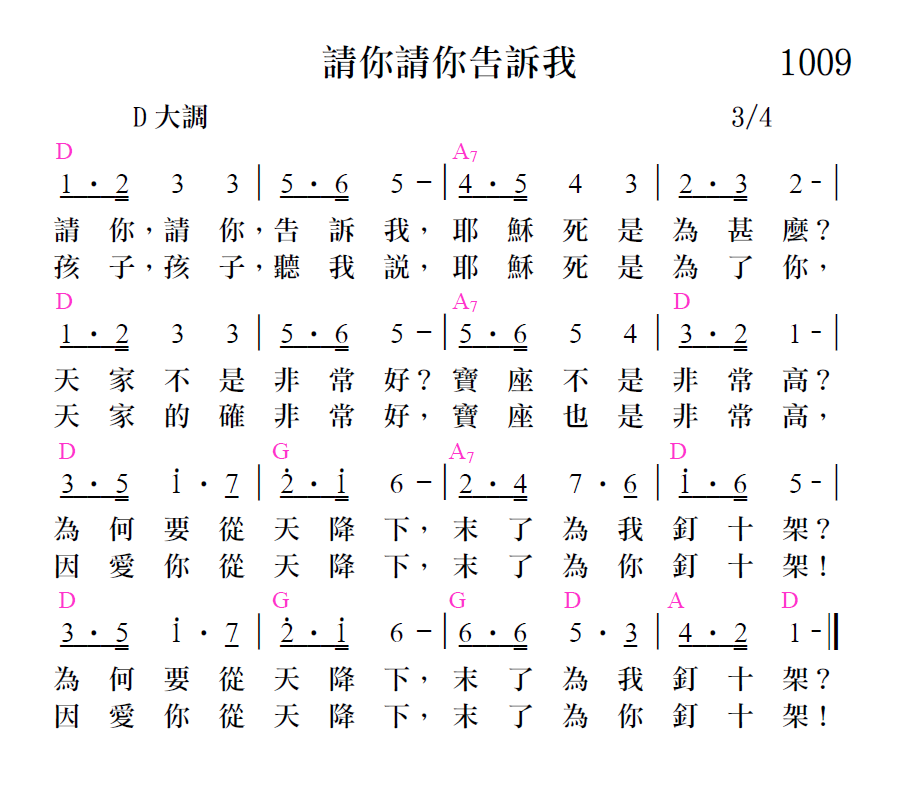 請你請你告訴我 1009
D 大調 3/4
D A7
1 · 2 3 3 | 5 · 6 5 – | 4 · 5 4 3 | 2 · 3 2 - |
請你，請你，告訴我，耶穌死是為甚麼？
孩子，孩子，聽我說，耶穌死是為了你，
D A7 D
1 · 2 3 3 | 5 · 6 5 – | 5 · 6 5 4 | 3 · 2 1 - |
天家不是非常好？寶座不是非常高？
天家的確非常好，寶座也是非常高，
D G A7 D
3 · 5 1̇ · 7 | 2̇ · 1̇ 6 – | 2 · 4 7 · 6 | 1̇ · 6 5 - |
為何要從天降下，末了為我釘十架？
因愛你從天降下，末了為你釘十架！
D G G D A D
3 · 5 1̇ · 7 | 2̇ · 1̇ 6 – | 6 · 6 5 · 3 | 4 · 2 1 - ‖
為何要從天降下，末了為我釘十架？
因愛你從天降下，末了為你釘十架！